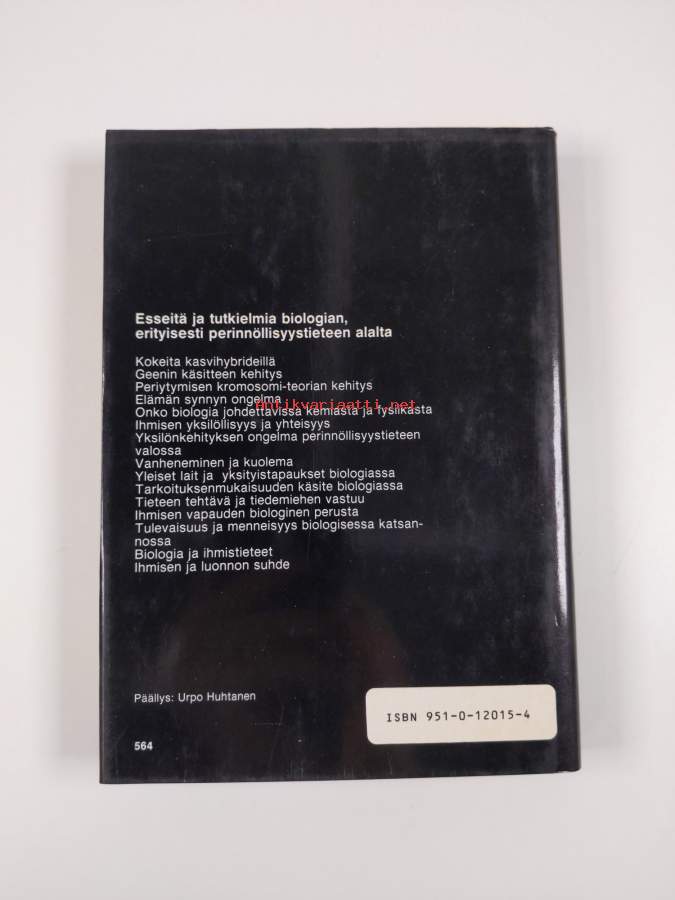 Esseitä ja tutkielmia biologian,
erityisesti perinnöllisyystieteen alalta
Kokeita kasvihybrideillä
Geenin käsitteen kehitys
Periytymisen kromosomi-teorian kehitys
Elämän synnyn ongelma
antikvariaatti.net
Onko biologia johdettavissa kemiasta ja fysiikasta
Ihmisen yksilöllisyys ja yhteisyys
Yksilönkehityksen ongelma perinnöllisyystieteen
valossa
Vanheneminen ja kuolema
Yleiset lait ja yksityistapaukset biologiassa
Tarkoituksenmukaisuuden käsite biologiassa
Tieteen tehtävä ja tiedemiehen vastuu
Ihmisen vapauden biologinen perusta
Tulevaisuus ja menneisyys biologisessa katsan-
nossa
Biologia ja ihmistieteet
Ihmisen ja luonnon suhde
Päällys: Urpo Huhtanen
ISBN 951-0-12015-4
564